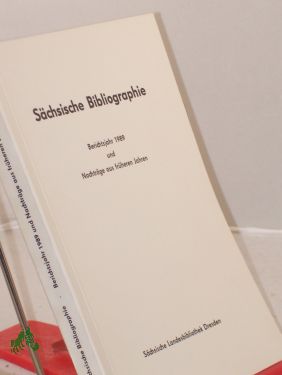 Sächsische Bibliographie
Berichtsjahr 1989
und
Nachträge aus früheren Jahren
Sächsische Landesbibliothek Dresden
Sächsische Bibliographie · Berichtsjahr 1989 und Nachträge aus früheren